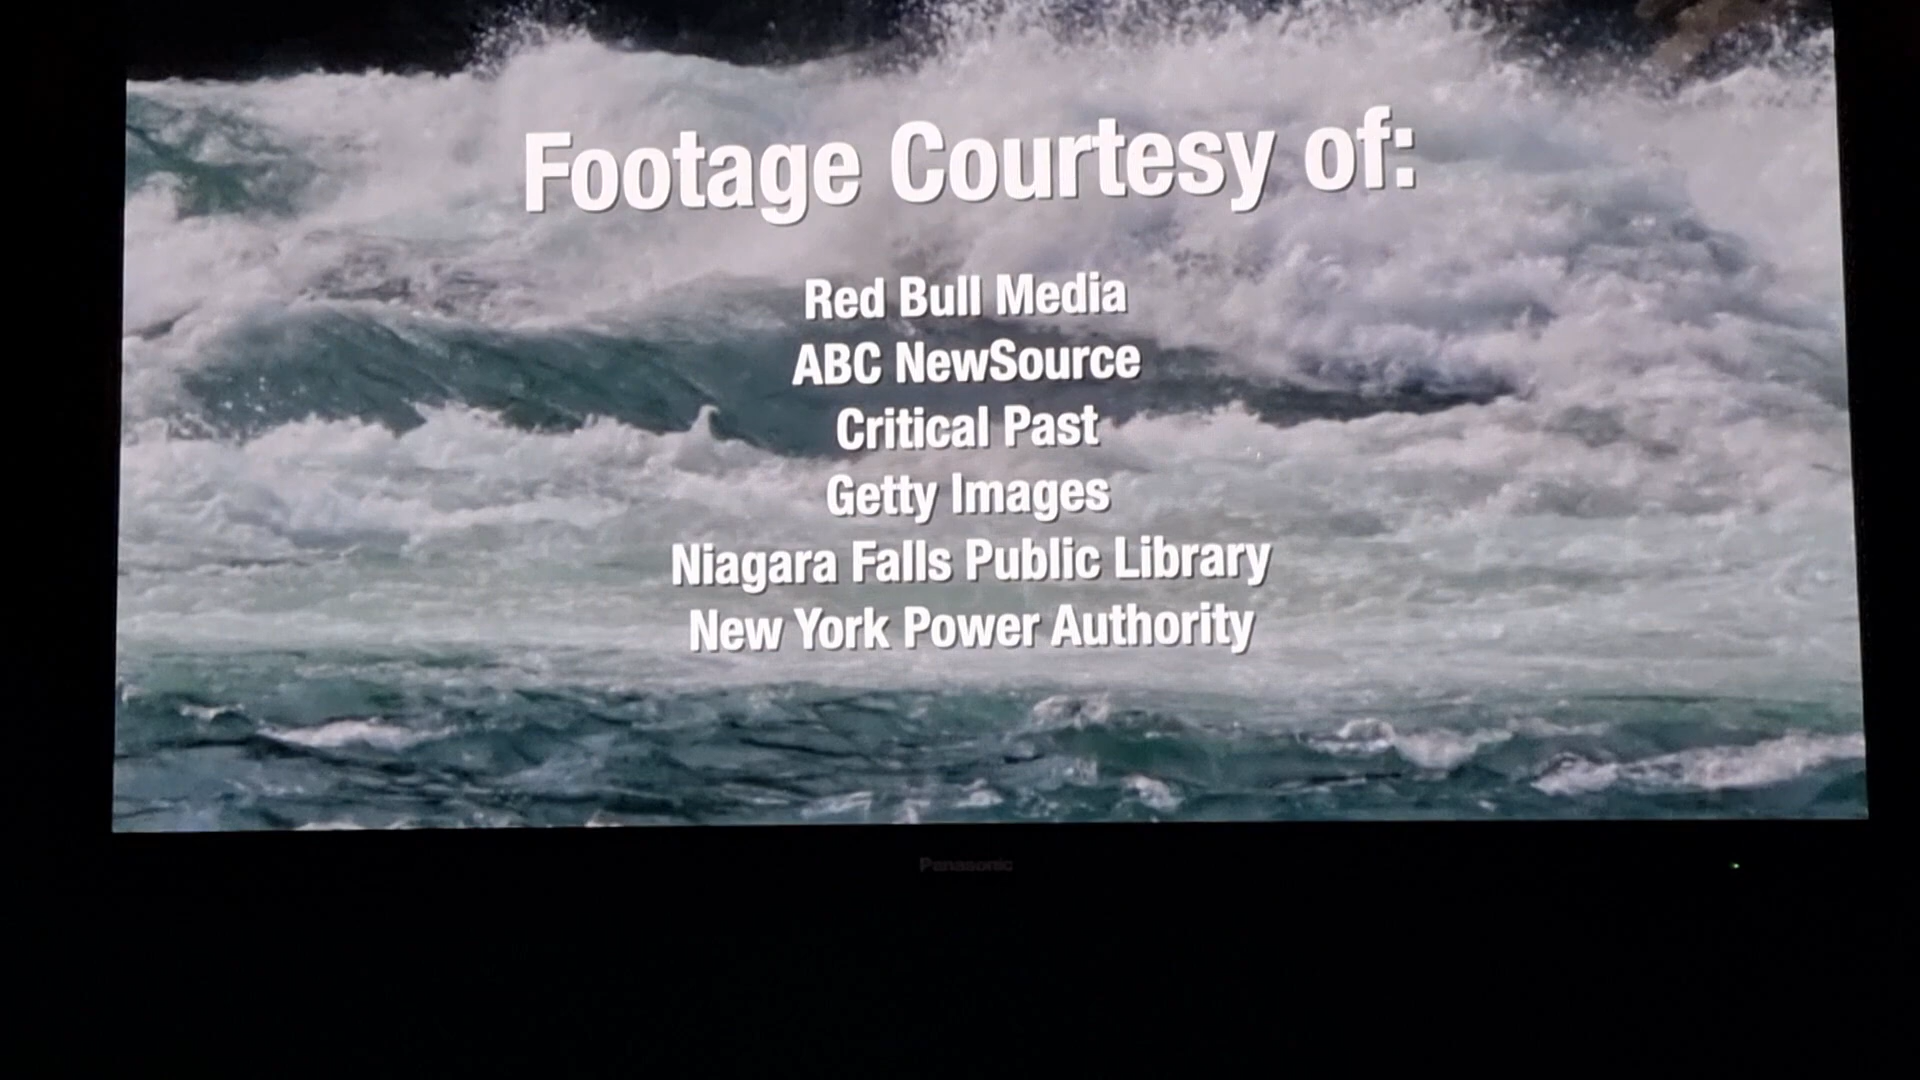 Footage Courtesy of:
Red Bull Media
ABC NewSource
Critical Past
Getty Images
Niagara Falls Public Library
New York Power Authority
Panasonic